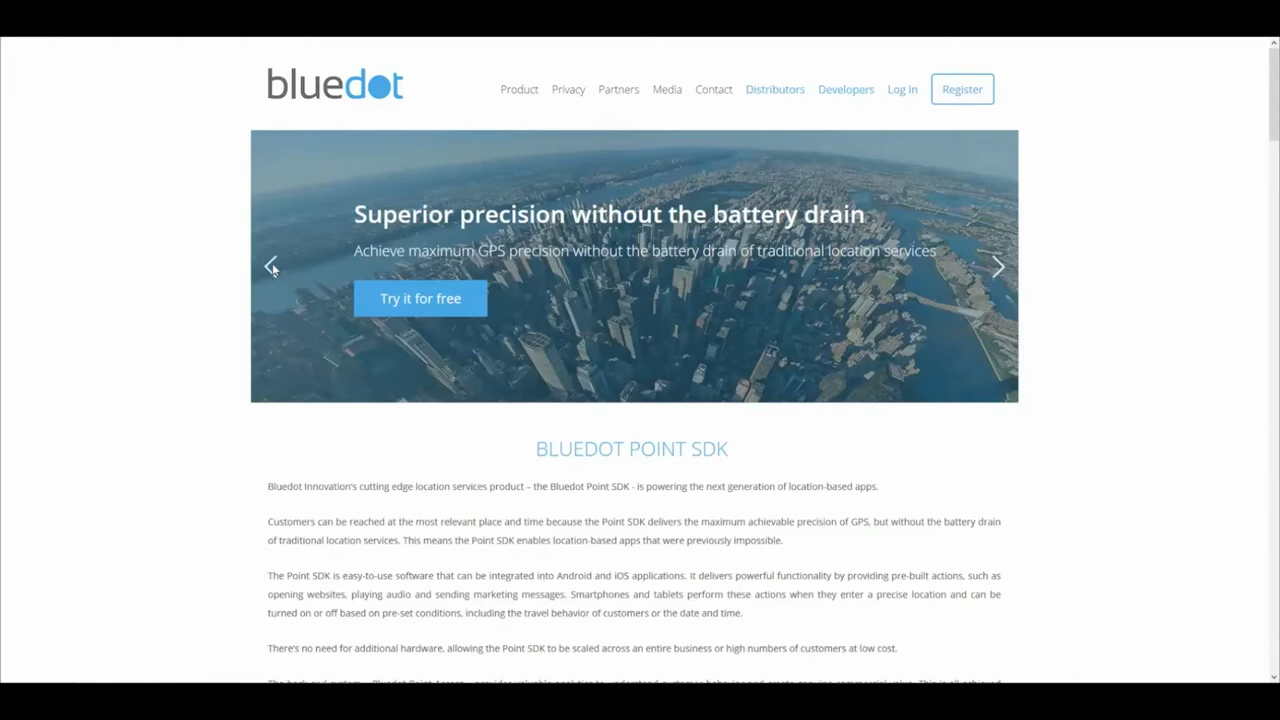 bluedot
Product Privacy Partners Media Contact Distributors Developers Log In Register
Superior precision without the battery drain
Achieve maximum GPS precision without the battery drain of traditional location services
Try it for free
BLUEDOT POINT SDK
Bluedot Innovation's cutting edge location services product – the Bluedot Point SDK - is powering the next generation of location-based apps.
Customers can be reached at the most relevant place and time because the Point SDK delivers the maximum achievable precision of GPS, but without the battery drain
of traditional location services. This means the Point SDK enables location-based apps that were previously impossible.
The Point SDK is easy-to-use software that can be integrated into Android and iOS applications. It delivers powerful functionality by providing pre-built actions, such as
opening websites, playing audio and sending marketing messages. Smartphones and tablets perform these actions when they enter a precise location and can be
turned on or off based on pre-set conditions, including the travel behavior of customers or the date and time.
There's no need for additional hardware, allowing the Point SDK to be scaled across an entire business or high numbers of customers at low cost.